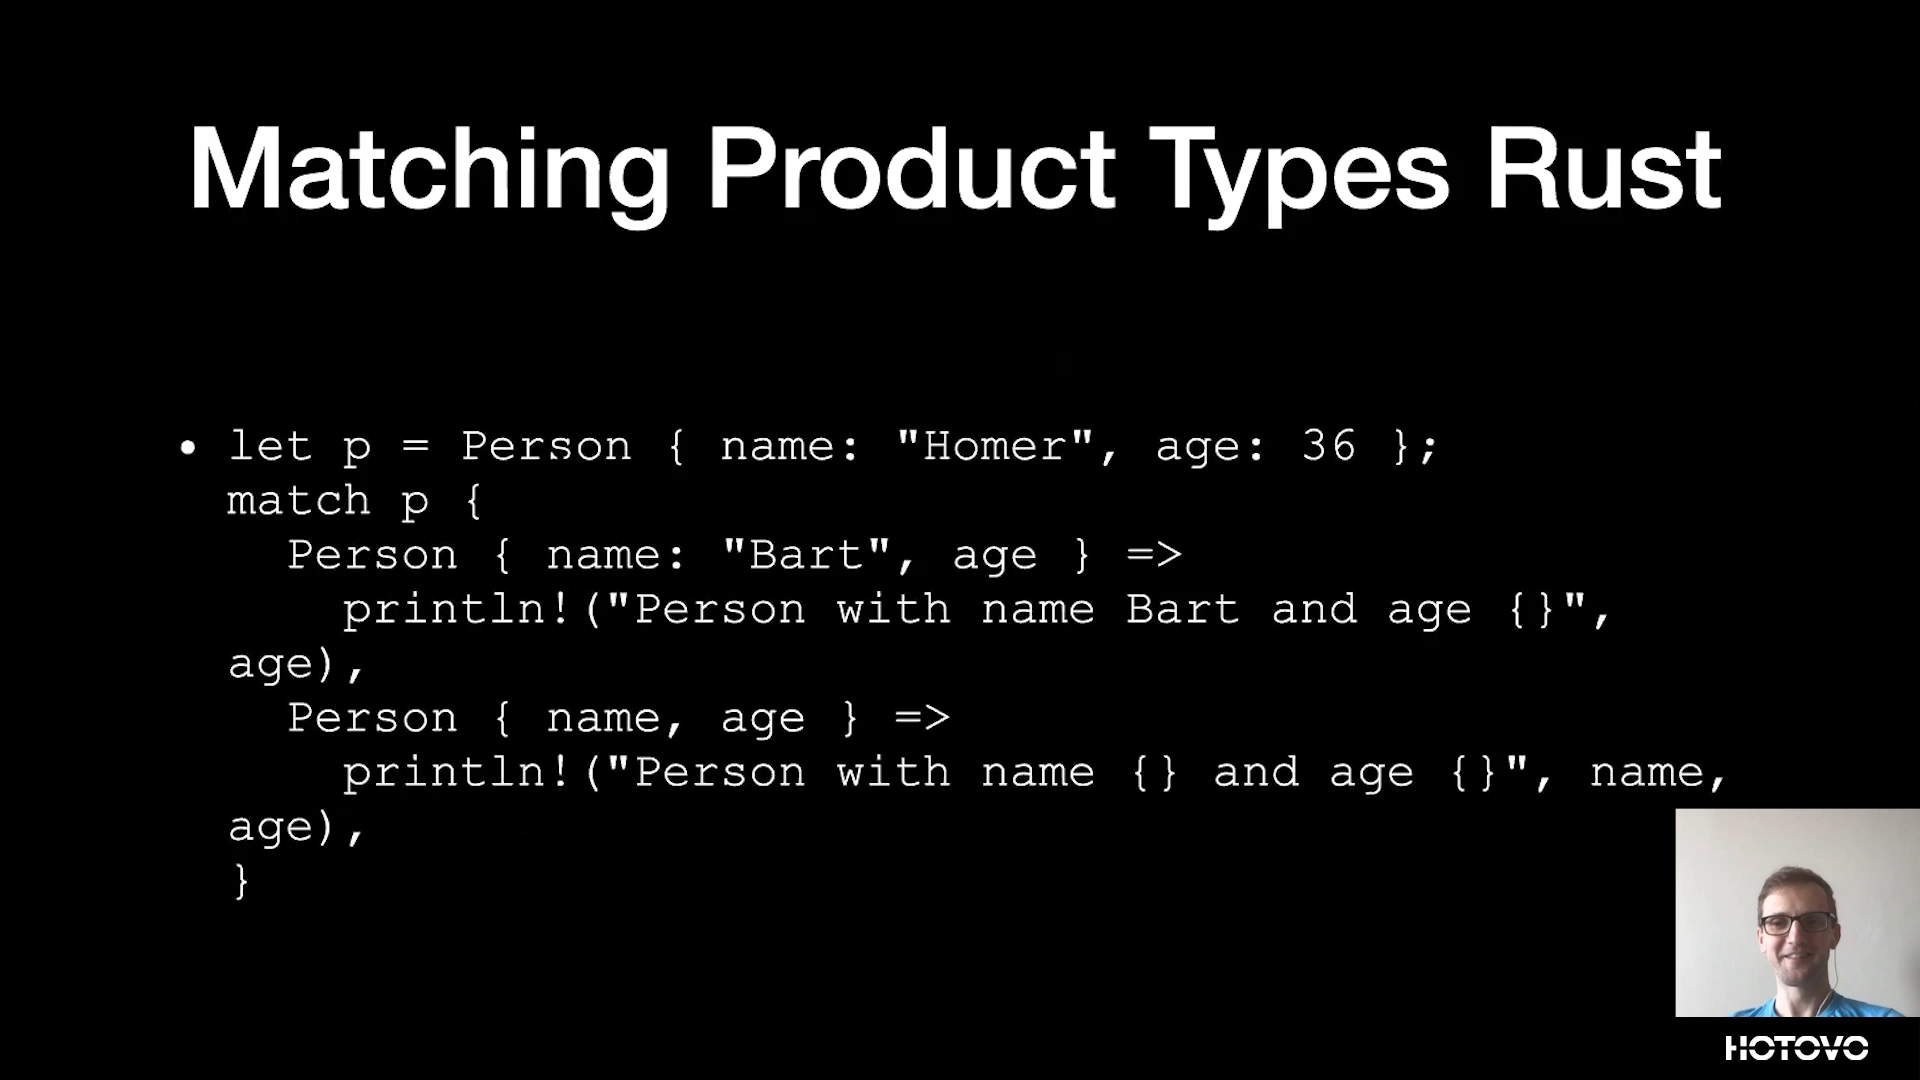 Matching Product Types Rust
• let p = Person { name: "Homer", age: 36 };
match p {
  Person { name: "Bart", age } =>
    println!("Person with name Bart and age {}",
age),
  Person { name, age } =>
    println!("Person with name {} and age {}", name,
age),
}
HOTOVO